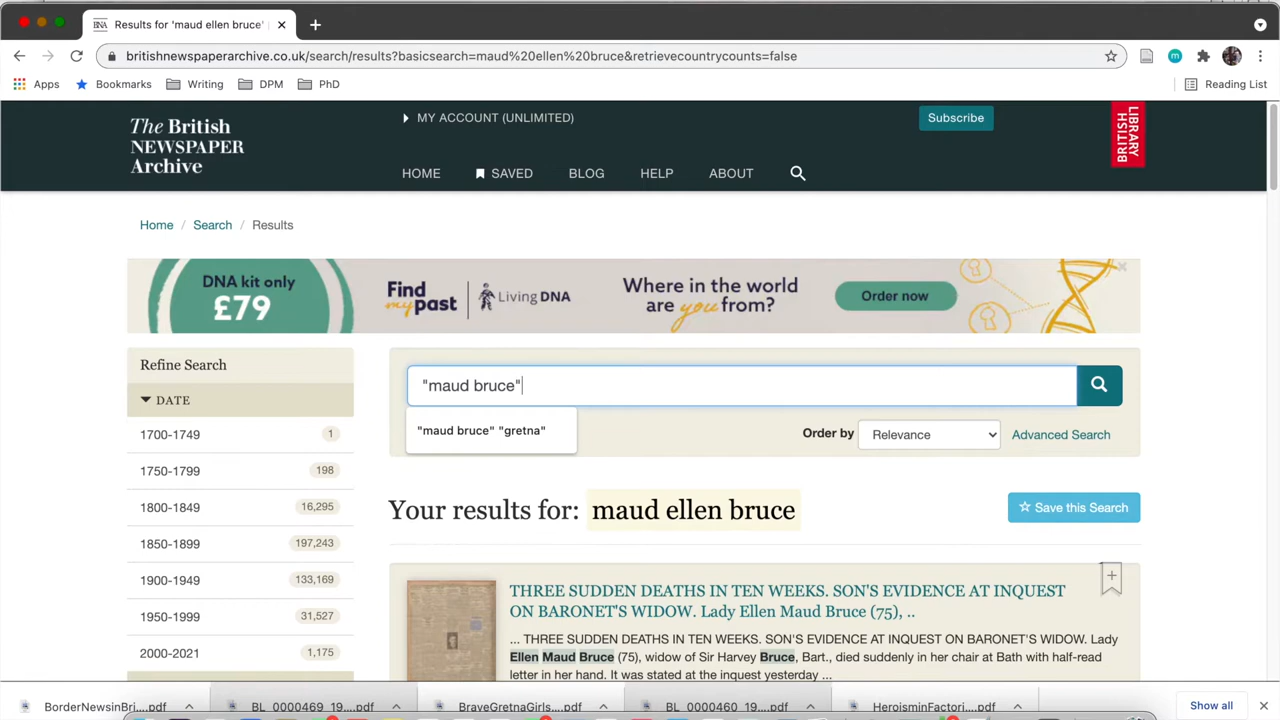 BNA Results for 'maud ellen bruce'
britishnewspaperarchive.co.uk/search/results?basicsearch=maud%20ellen%20bruce&retrievecountrycounts=false
m
Apps Bookmarks Writing DPM PhD Reading List
The British
NEWSPAPER
Archive
MY ACCOUNT (UNLIMITED)
Subscribe
BRITISH
LIBRARY
HOME SAVED BLOG HELP ABOUT
Home / Search / Results
DNA kit only
£79
Find
my past
Living DNA
Where in the world
are you from?
Order now
Refine Search
DATE
1700-1749 1
1750-1799 198
1800-1849 16,295
1850-1899 197,243
1900-1949 133,169
1950-1999 31,527
2000-2021 1,175
"maud bruce"
"maud bruce" "gretna"
Order by Relevance Advanced Search
Your results for: maud ellen bruce
Save this Search
THREE SUDDEN DEATHS IN TEN WEEKS. SON'S EVIDENCE AT INQUEST
ON BARONET'S WIDOW. Lady Ellen Maud Bruce (75), ..
... THREE SUDDEN DEATHS IN TEN WEEKS. SON'S EVIDENCE AT INQUEST ON BARONET'S WIDOW. Lady
Ellen Maud Bruce (75), widow of Sir Harvey Bruce, Bart., died suddenly in her chair at Bath with half-read
letter in her hand. It was stated at the inquest yesterday ...
BorderNewsinBri....pdf BL_0000469_19....pdf BraveGretnaGirls....pdf BL_0000460_19....pdf HeroisminFactori....pdf Show all